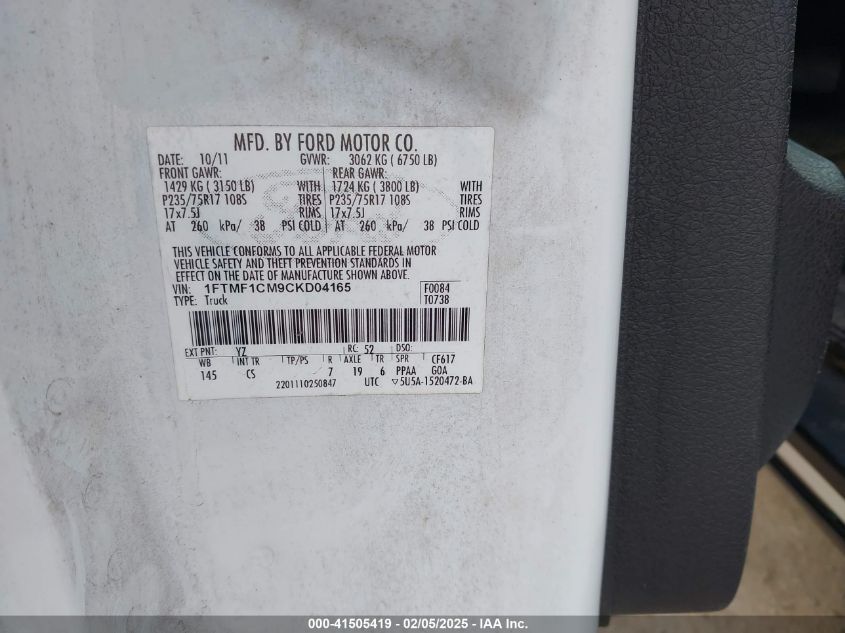 MFD. BY FORD MOTOR CO.
DATE: 10/11 GVWR: 3062 KG ( 6750 LB)
FRONT GAWR: REAR GAWR:
1429 KG ( 3150 LB) WITH 1724 KG ( 3800 LB) WITH
P235/75R17 108S TIRES P235/75R17 108S TIRES
17x7.5J RIMS 17x7.5J RIMS
AT 260 kPa/ 38 PSI COLD AT 260 kPa/ 38 PSI COLD
THIS VEHICLE CONFORMS TO ALL APPLICABLE FEDERAL MOTOR
VEHICLE SAFETY AND THEFT PREVENTION STANDARDS IN
EFFECT ON THE DATE OF MANUFACTURE SHOWN ABOVE.
VIN: 1FTMF1CM9CKD04165 F0084
TYPE: Truck T0738
EXT PNT: YZ RC: 52 DSO:
WB INT TR TP/PS R AXLE TR SPR CF617
145 CS 7 19 6 PPAA GOA
2201110250847 UTC ▽5U5A-1520472-BA
000-41505419 - 02/05/2025 - IAA Inc.